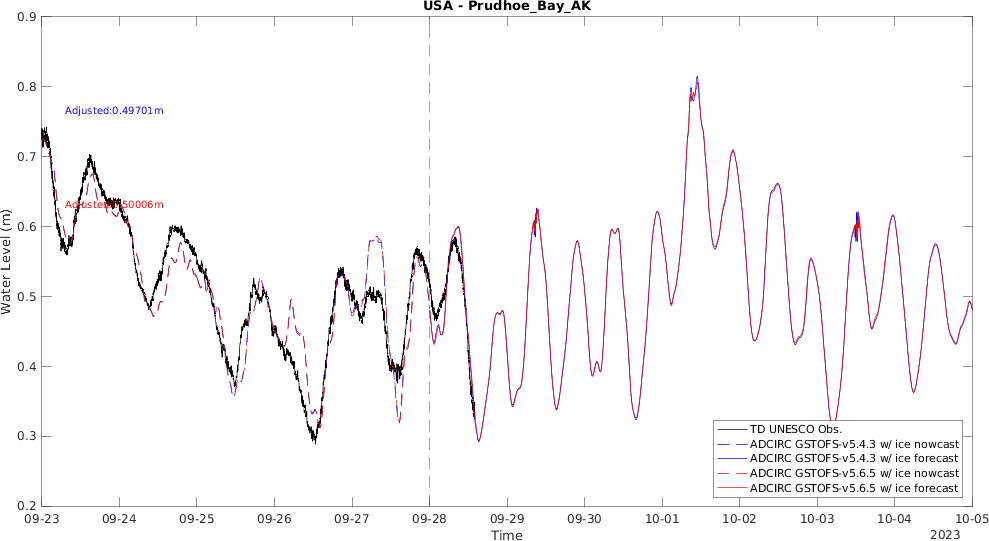 USA - Prudhoe_Bay_AK
0.9
0.8
0.7
0.6
0.5
0.4
0.3
0.2
Water Level (m)
Adjusted:0.49701m
Adjusted:0.50006m
TD UNESCO Obs.
ADCIRC GSTOFS-v5.4.3 w/ ice nowcast
ADCIRC GSTOFS-v5.4.3 w/ ice forecast
ADCIRC GSTOFS-v5.6.5 w/ ice nowcast
ADCIRC GSTOFS-v5.6.5 w/ ice forecast
09-23 09-24 09-25 09-26 09-27 09-28 09-29 09-30 10-01 10-02 10-03 10-04 10-05
Time
2023